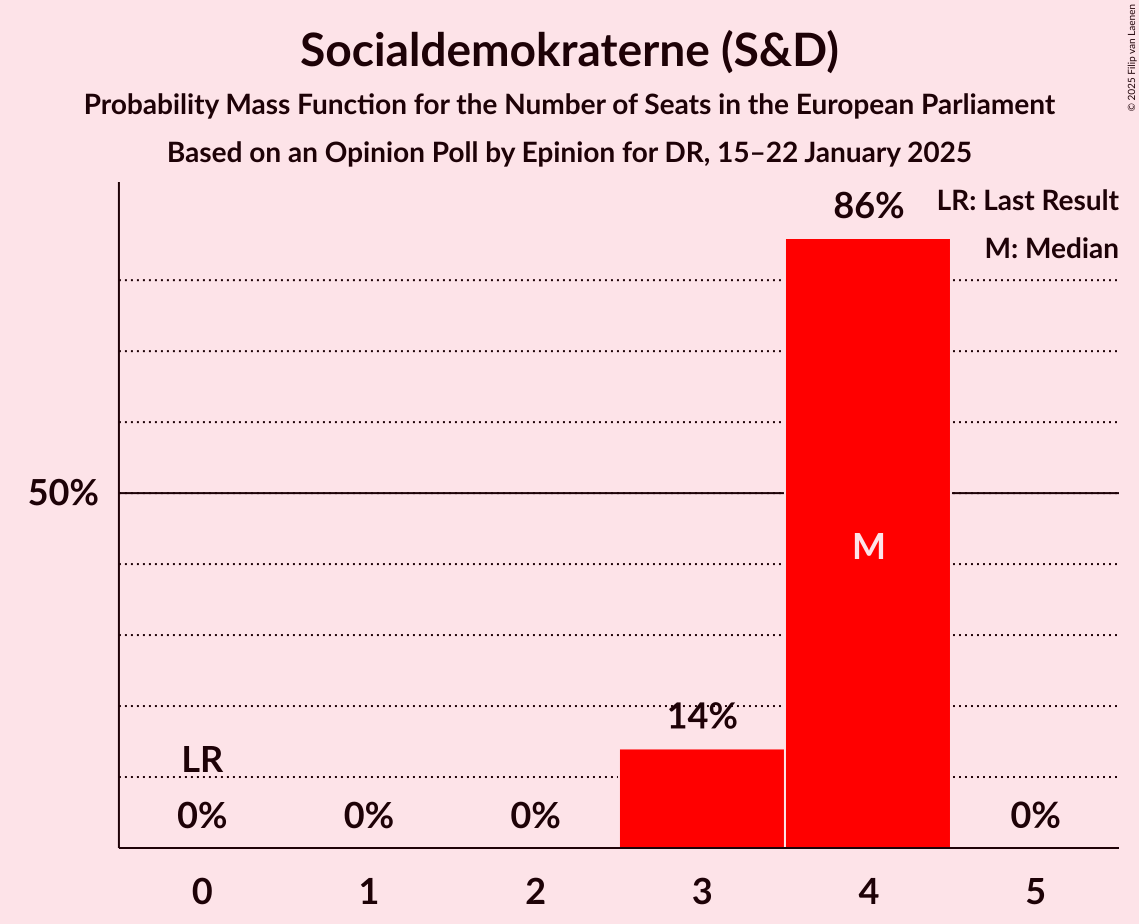 Socialdemokraterne (S&D)
Probability Mass Function for the Number of Seats in the European Parliament
Based on an Opinion Poll by Epinion for DR, 15–22 January 2025
© 2025 Filip van Laenen
LR: Last Result
M: Median
86%
50%
M
14%
LR
0%
0%
0%
0%
0
1
2
3
4
5